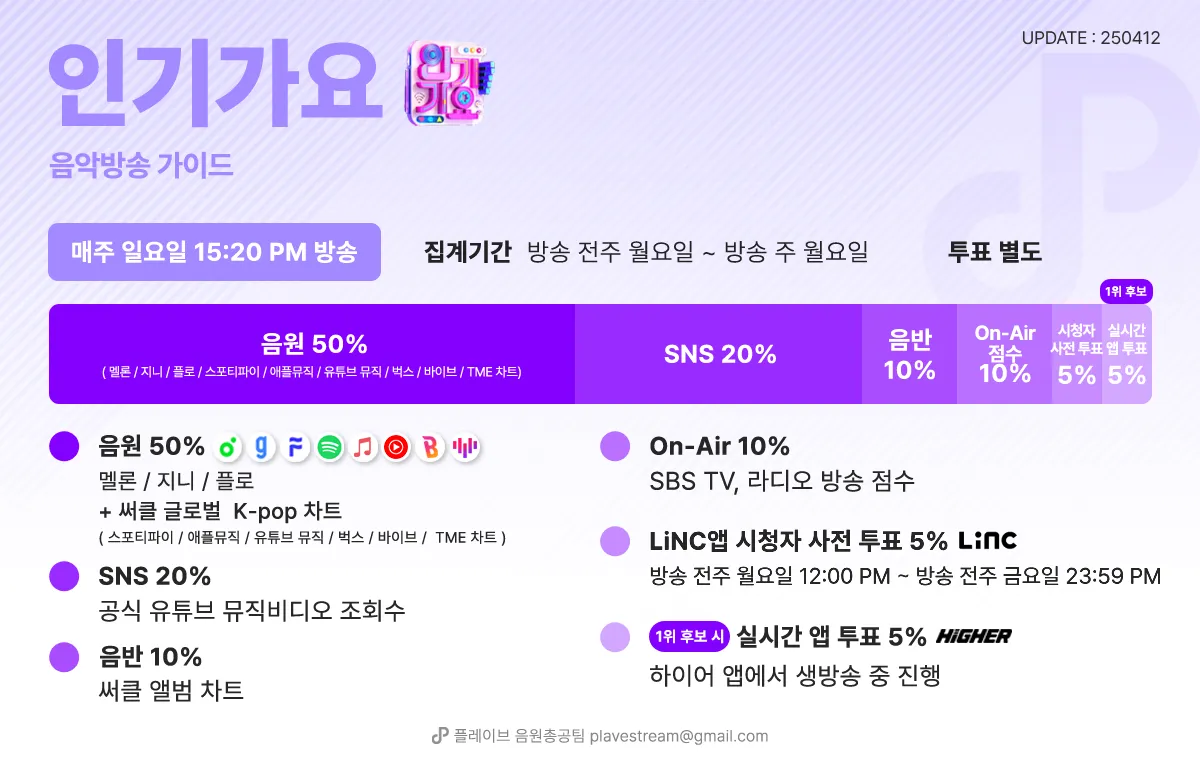 인기가요
인기가요
UPDATE : 250412
음악방송 가이드
매주 일요일 15:20 PM 방송
집계기간 방송 전주 월요일 ~ 방송 주 월요일
투표 별도
1위 후보
음원 50%
( 멜론 / 지니 / 플로 / 스포티파이 / 애플뮤직 / 유튜브 뮤직 / 벅스 / 바이브 / TME 차트)
SNS 20%
음반
10%
On-Air
점수
10%
시청자
사전 투표
5%
실시간
앱 투표
5%
음원 50%
멜론 / 지니 / 플로
+ 써클 글로벌 K-pop 차트
( 스포티파이 / 애플뮤직 / 유튜브 뮤직 / 벅스 / 바이브 / TME 차트 )
SNS 20%
공식 유튜브 뮤직비디오 조회수
음반 10%
써클 앨범 차트
On-Air 10%
SBS TV, 라디오 방송 점수
LiNC앱 시청자 사전 투표 5% LiNC
방송 전주 월요일 12:00 PM ~ 방송 전주 금요일 23:59 PM
1위 후보 시 실시간 앱 투표 5% HiGHER
하이어 앱에서 생방송 중 진행
플레이브 음원총공팀 plavestream@gmail.com